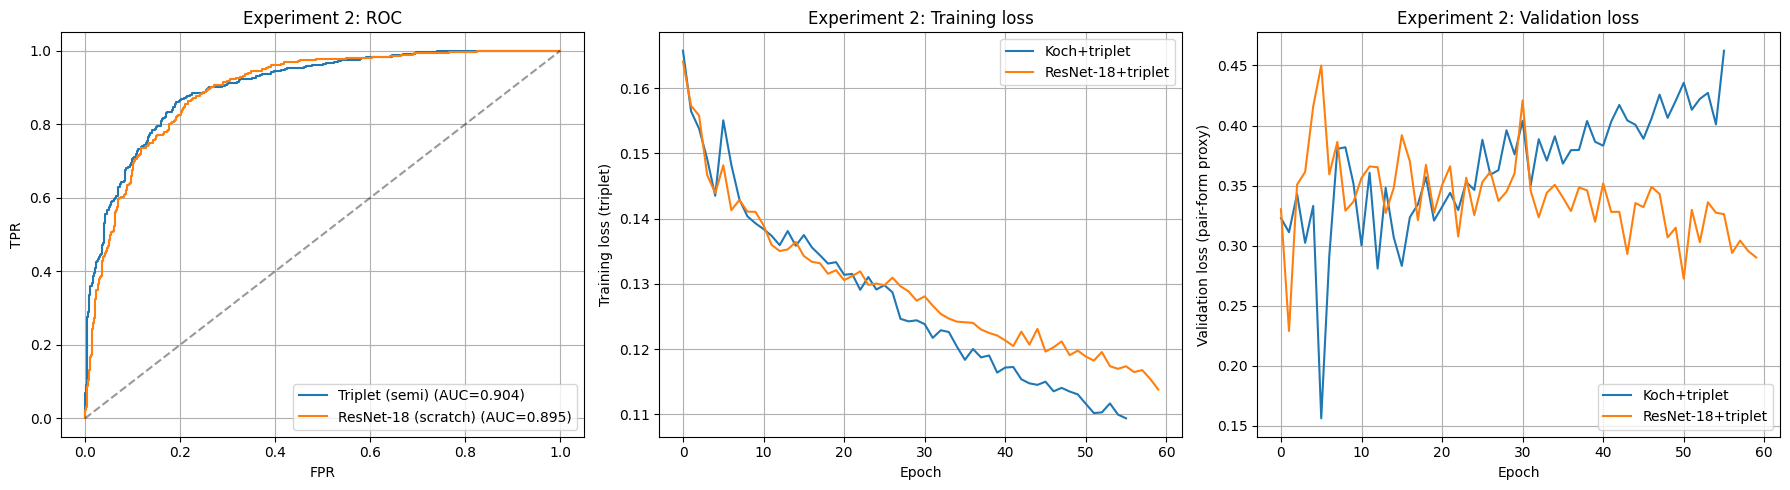 Experiment 2: ROC
TPR
1.0
0.8
0.6
0.4
0.2
0.0
0.0 0.2 0.4 0.6 0.8 1.0
FPR
Triplet (semi) (AUC=0.904)
ResNet-18 (scratch) (AUC=0.895)
Experiment 2: Training loss
Training loss (triplet)
0.16
0.15
0.14
0.13
0.12
0.11
0 10 20 30 40 50 60
Epoch
Koch+triplet
ResNet-18+triplet
Experiment 2: Validation loss
Validation loss (pair-form proxy)
0.45
0.40
0.35
0.30
0.25
0.20
0.15
0 10 20 30 40 50 60
Epoch
Koch+triplet
ResNet-18+triplet